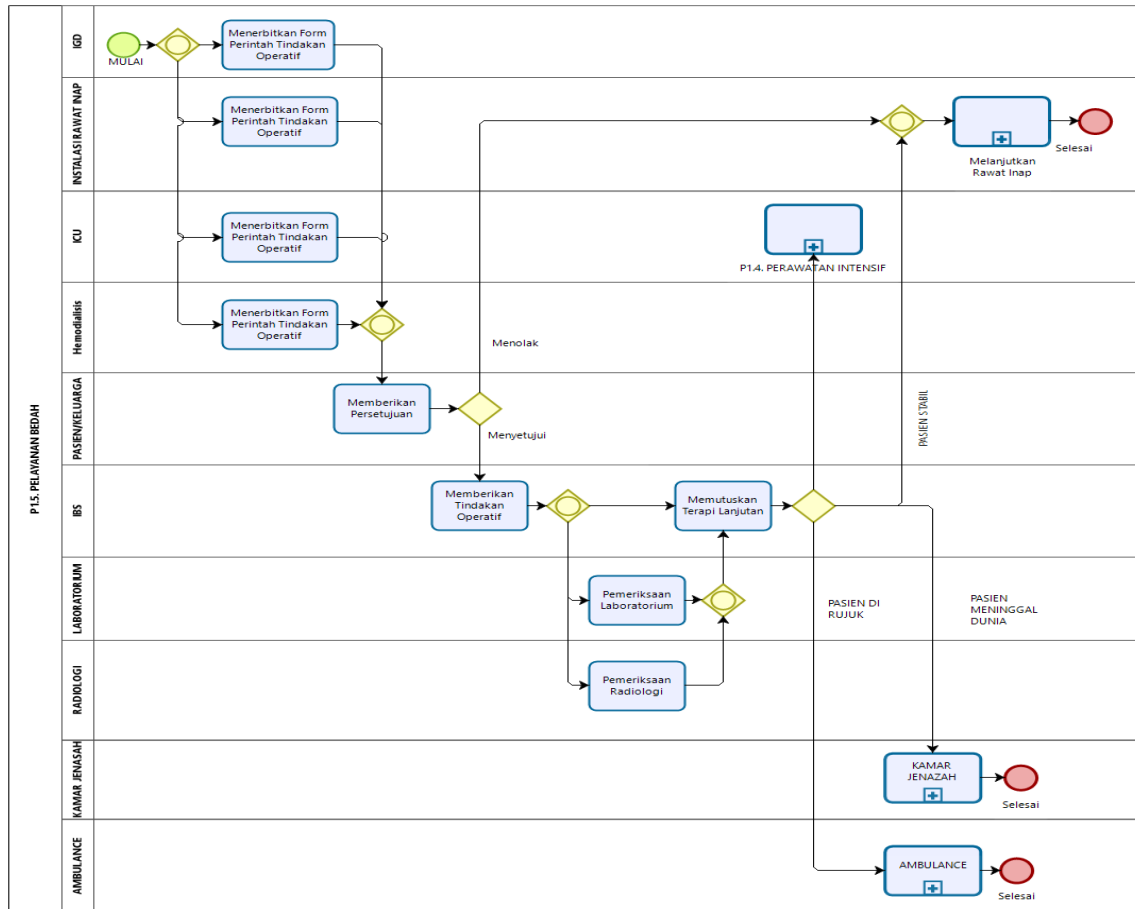 P1.5. PELAYANAN BEDAH
IGD
MULAI
Menerbitkan Form
Perintah Tindakan
Operatif
INSTALASI RAWAT INAP
Menerbitkan Form
Perintah Tindakan
Operatif
Melanjutkan
Rawat Inap
Selesai
ICU
Menerbitkan Form
Perintah Tindakan
Operatif
P1.4. PERAWATAN INTENSIF
Hemodialisis
Menerbitkan Form
Perintah Tindakan
Operatif
Menolak
PASIEN/KELUARGA
Memberikan
Persetujuan
Menyetujui
PASIEN STABIL
IBS
Memberikan
Tindakan
Operatif
Memutuskan
Terapi Lanjutan
LABORATORIUM
Pemeriksaan
Laboratorium
PASIEN DI
RUJUK
PASIEN
MENINGGAL
DUNIA
RADIOLOGI
Pemeriksaan
Radiologi
KAMAR JENASAH
KAMAR
JENAZAH
Selesai
AMBULANCE
AMBULANCE
Selesai